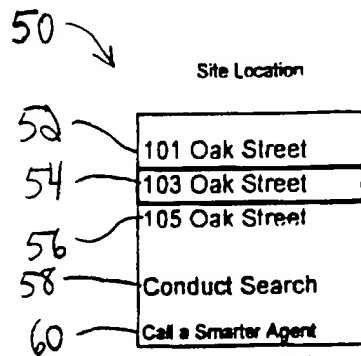 50
Site Location
52
101 Oak Street
54
103 Oak Street
56
105 Oak Street
58
Conduct Search
60
Call a Smarter Agent